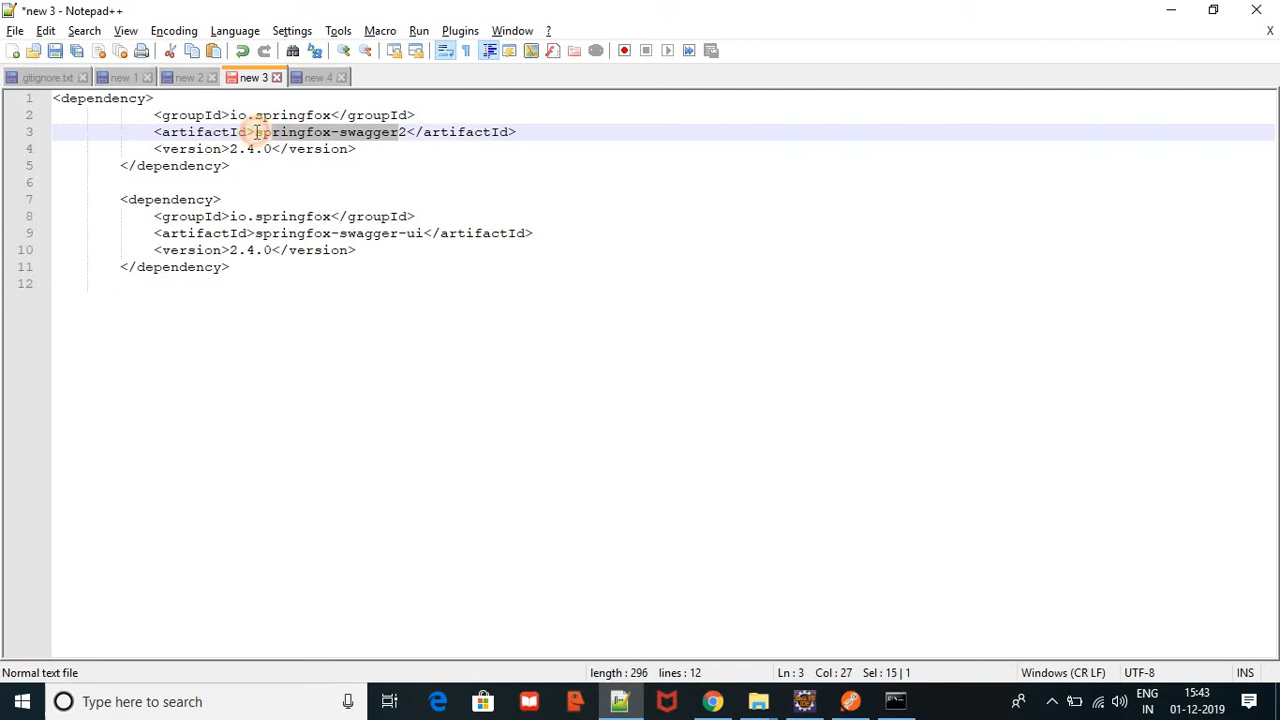 *new 3 - Notepad++
File Edit Search View Encoding Language Settings Tools Macro Run Plugins Window ? X
gitignore.txt new 1 new 2 new 3 new 4
1 <dependency>
2 <groupId>io.springfox</groupId>
3 <artifactId>springfox-swagger2</artifactId>
4 <version>2.4.0</version>
5 </dependency>
6
7 <dependency>
8 <groupId>io.springfox</groupId>
9 <artifactId>springfox-swagger-ui</artifactId>
10 <version>2.4.0</version>
11 </dependency>
12
Normal text file length : 296 lines : 12 Ln : 3 Col : 27 Sel : 15 | 1 Windows (CR LF) UTF-8 INS
Type here to search
ENG 15:43
IN 01-12-2019